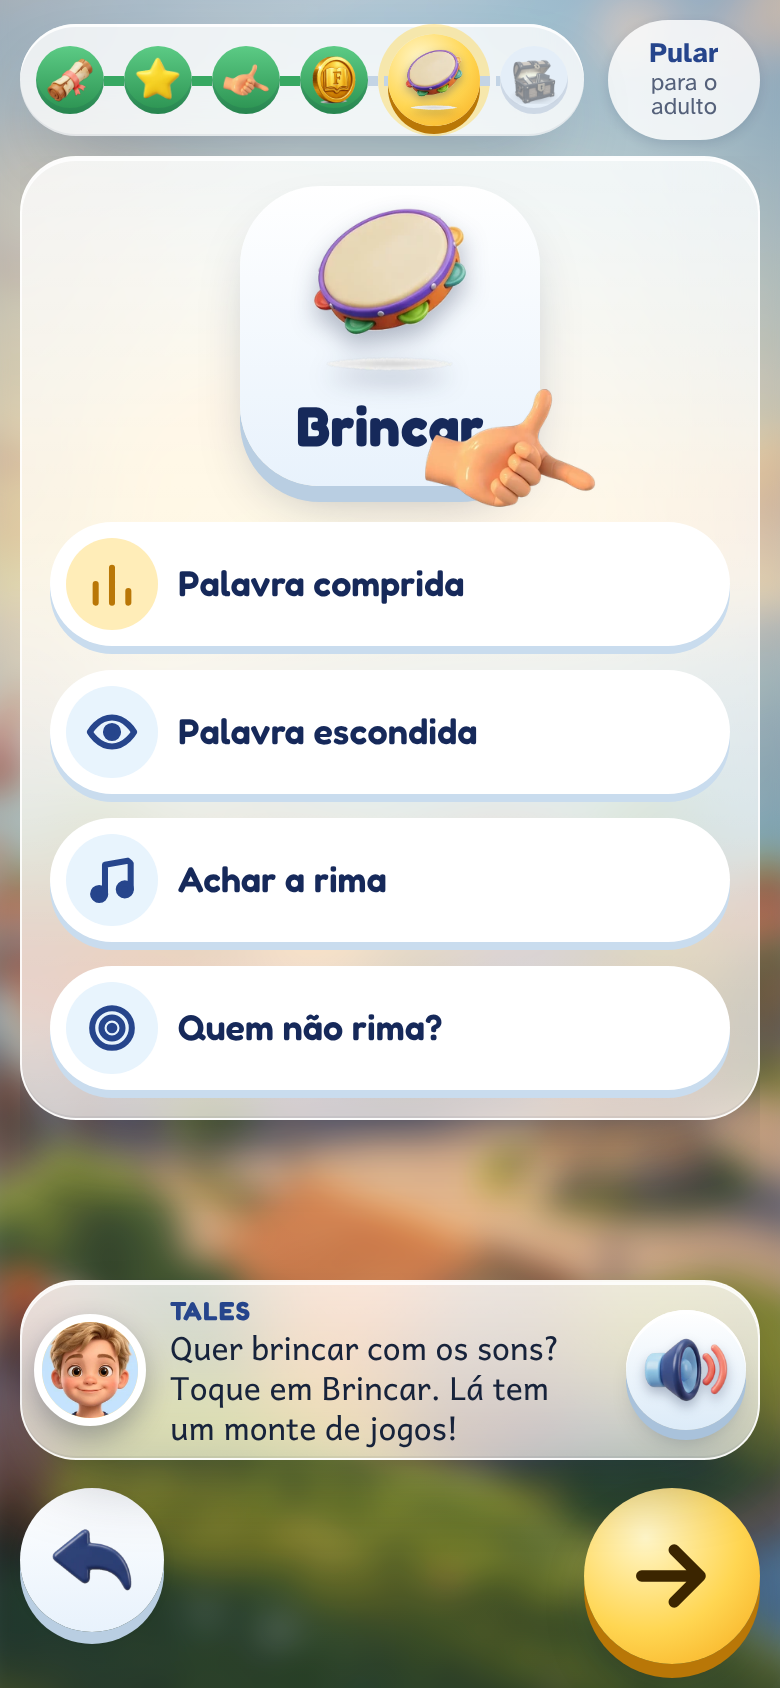 Pular
para o
adulto
F
Brincar
Palavra comprida
Palavra escondida
Achar a rima
Quem não rima?
TALES
Quer brincar com os sons?
Toque em Brincar. Lá tem
um monte de jogos!